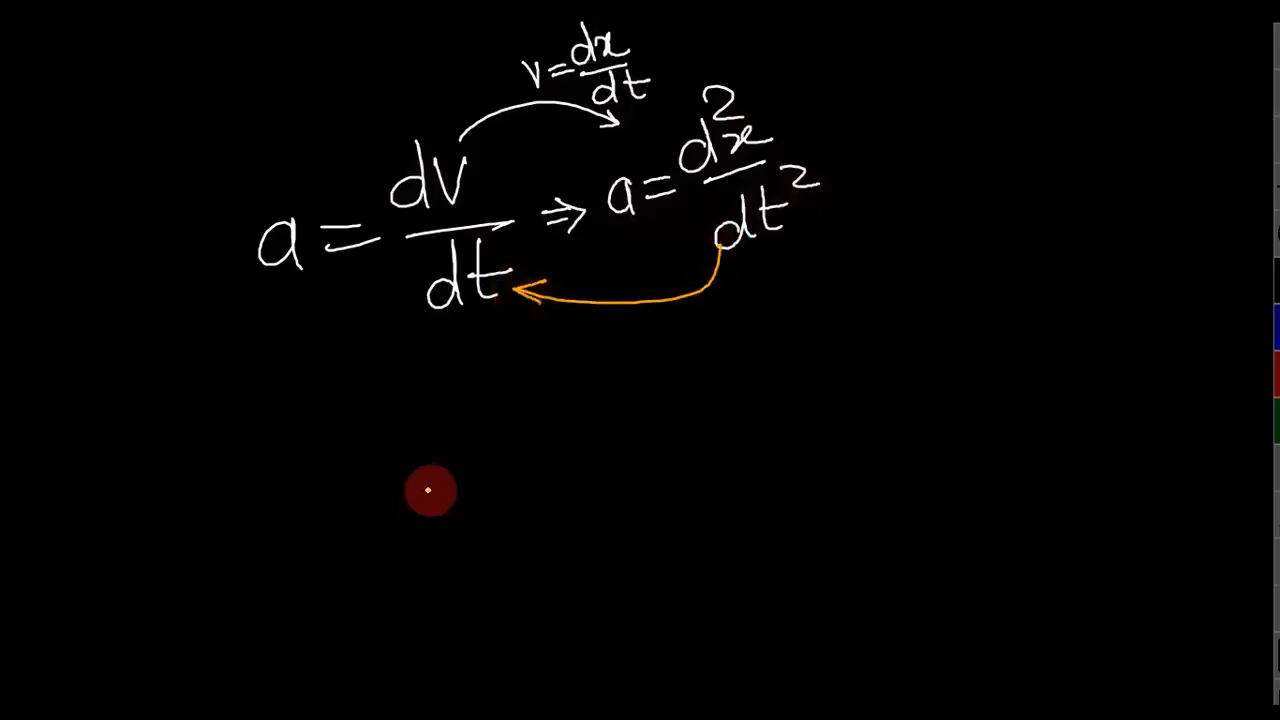 v=dx/dt
a=dv/dt ⇒ a=d²x/dt²